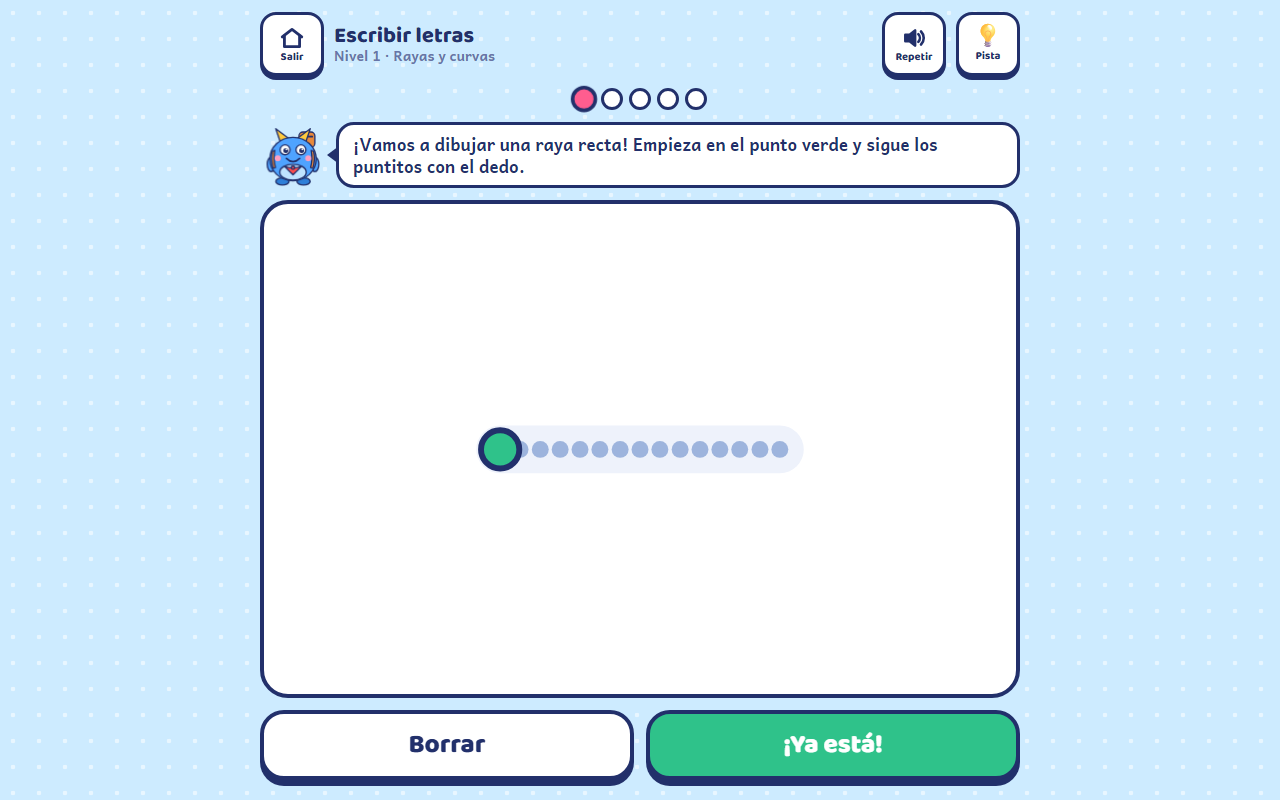 Salir
Escribir letras
Nivel 1 · Rayas y curvas
Repetir
Pista
¡Vamos a dibujar una raya recta! Empieza en el punto verde y sigue los
puntitos con el dedo.
Borrar
¡Ya está!